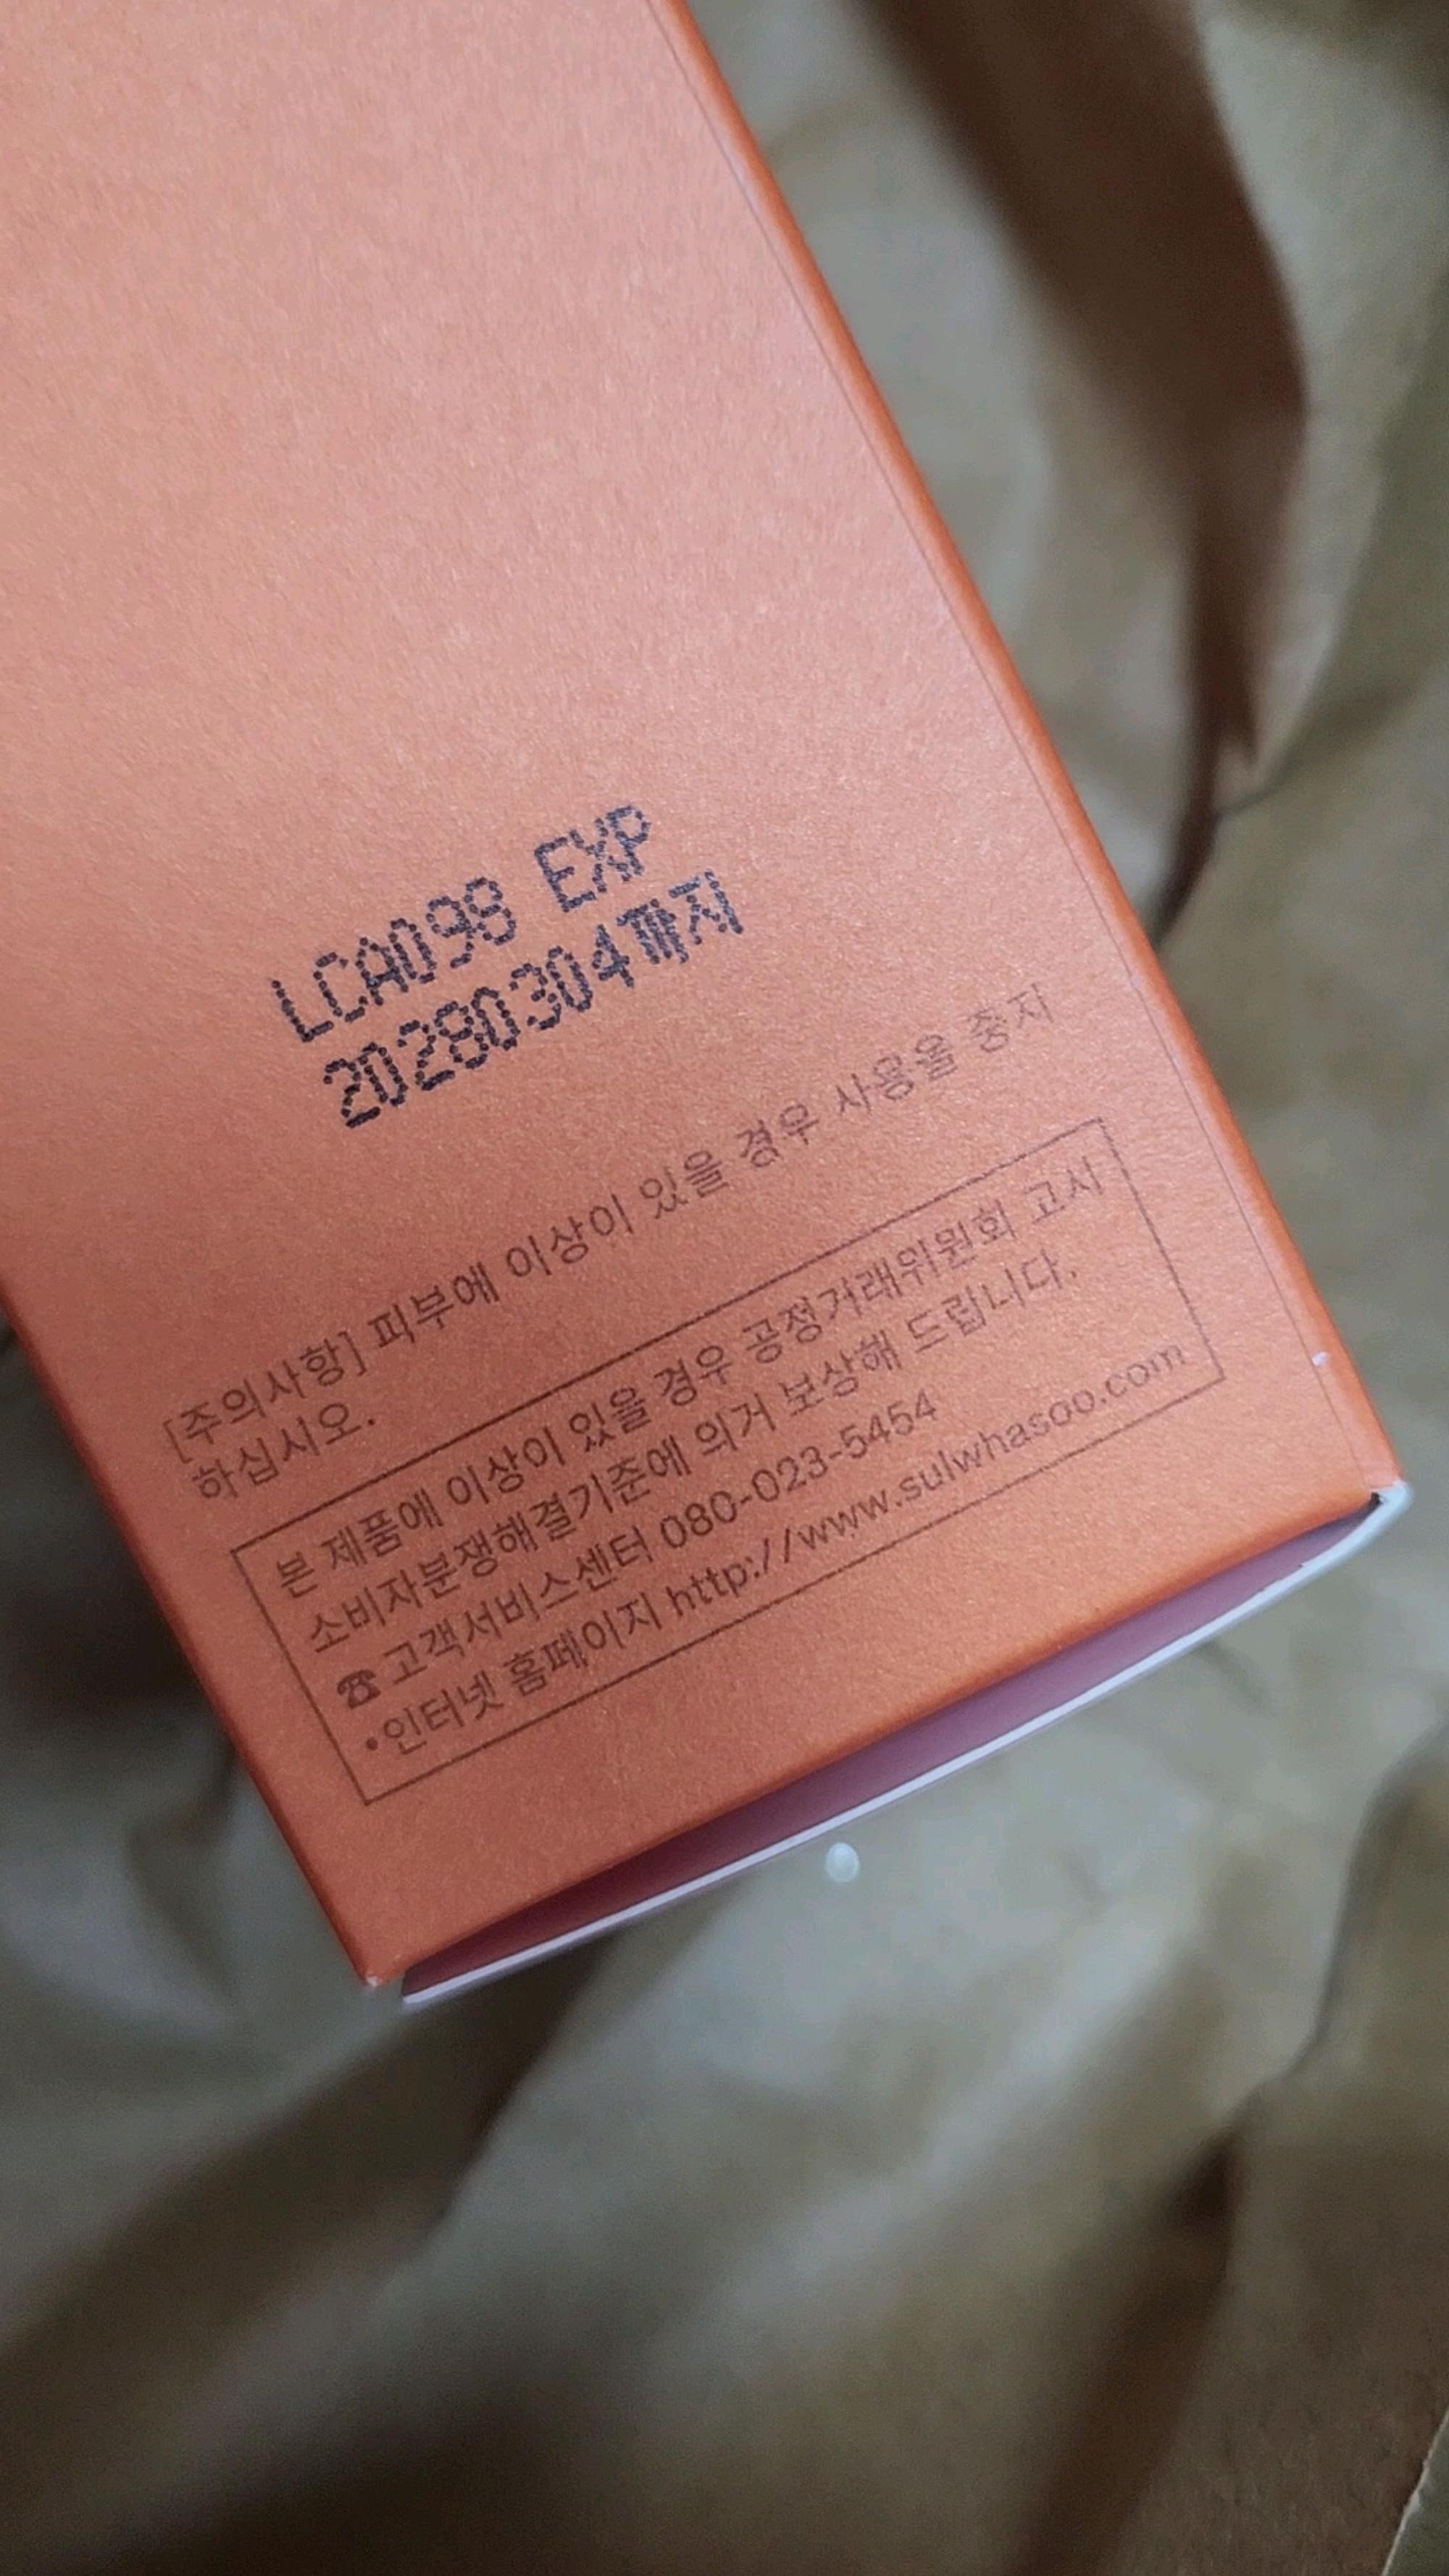 LCA098 EXP
20280304까지
[주의사항] 피부에 이상이 있을 경우 사용을 중지
하십시오.
본 제품에 이상이 있을 경우 공정거래위원회 고시
소비자분쟁해결기준에 의거 보상해 드립니다.
☎고객서비스센터 080-023-5454
•인터넷 홈페이지 http://www.sulwhasoo.com